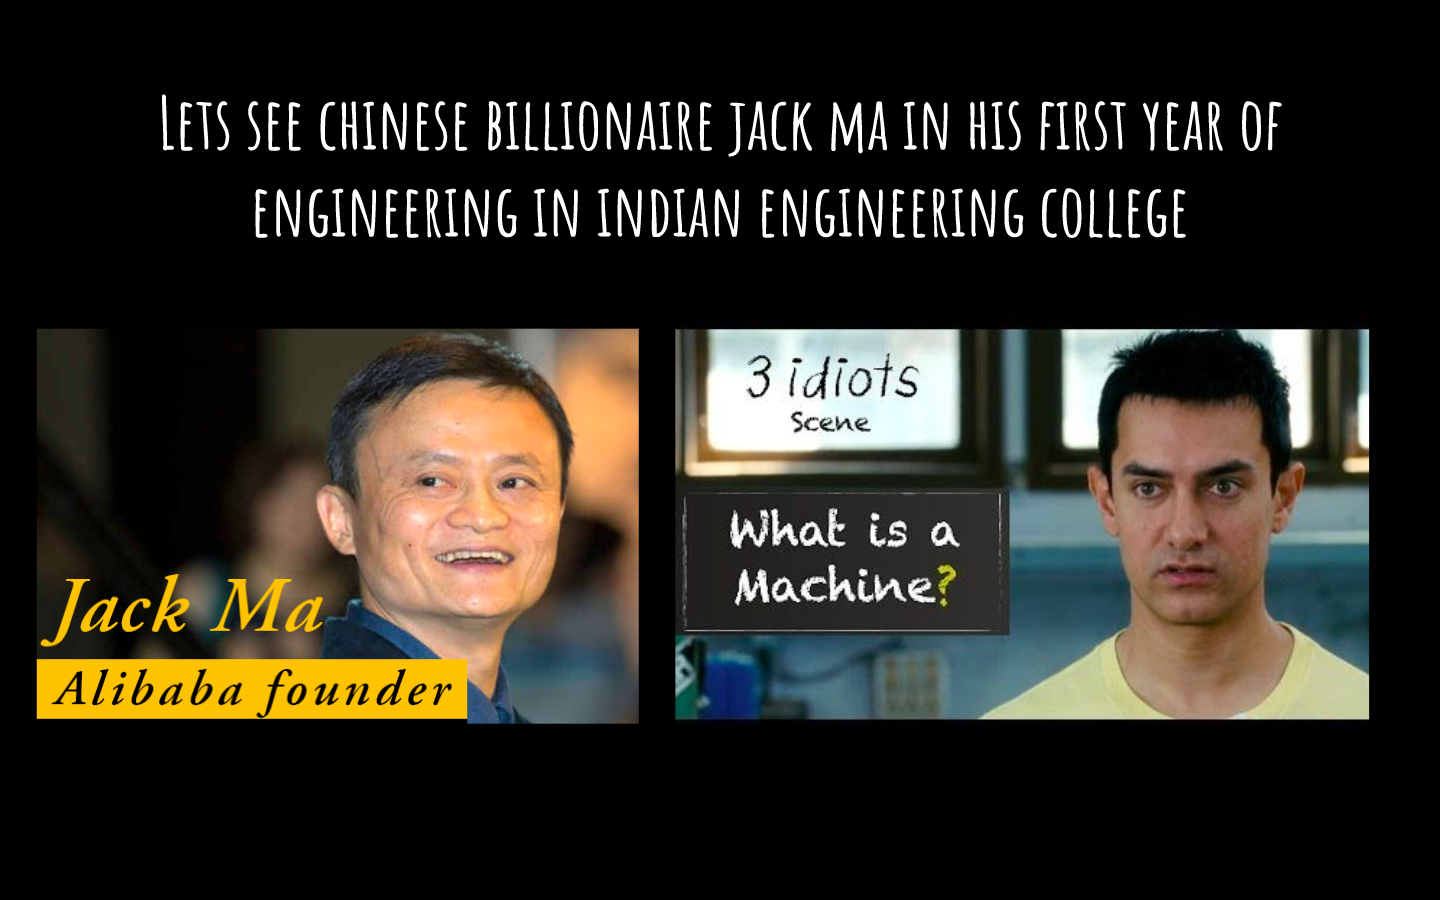 Lets see chinese billionaire jack ma in his first year of
engineering in indian engineering college
Jack Ma
Alibaba founder
3 idiots
Scene
What is a
Machine?